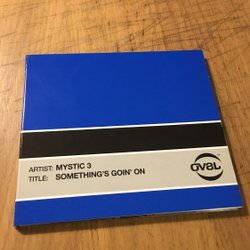 ARTIST: MYSTIC 3
TITLE: SOMETHING'S GOIN' ON
OVAL